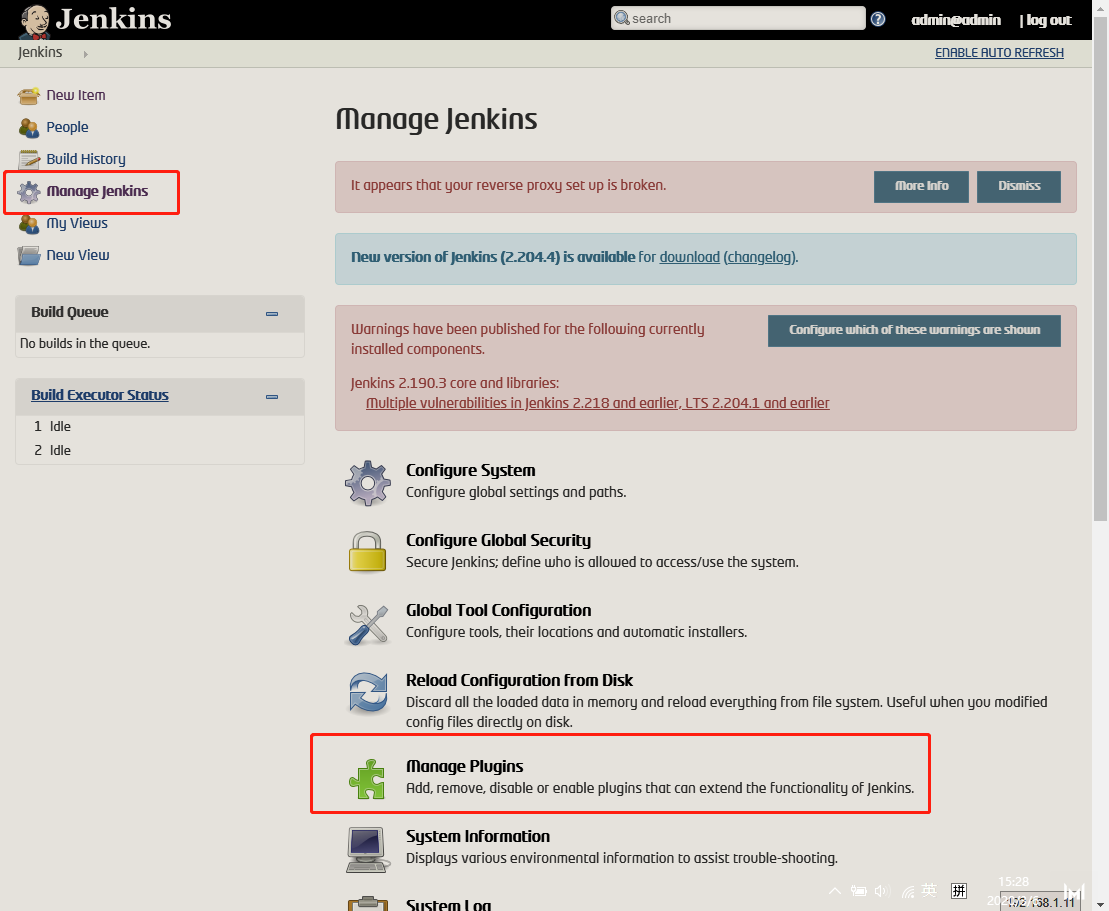 Jenkins
search
?
admin@admin
| log out
Jenkins
ENABLE AUTO REFRESH
New Item
People
Build History
Manage Jenkins
My Views
New View
Build Queue
No builds in the queue.
Build Executor Status
1 Idle
2 Idle
Manage Jenkins
It appears that your reverse proxy set up is broken.
More Info
Dismiss
New version of Jenkins (2.204.4) is available for download (changelog).
Warnings have been published for the following currently
installed components.
Configure which of these warnings are shown
Jenkins 2.190.3 core and libraries:
Multiple vulnerabilities in Jenkins 2.218 and earlier, LTS 2.204.1 and earlier
Configure System
Configure global settings and paths.
Configure Global Security
Secure Jenkins; define who is allowed to access/use the system.
Global Tool Configuration
Configure tools, their locations and automatic installers.
Reload Configuration from Disk
Discard all the loaded data in memory and reload everything from file system. Useful when you modified
config files directly on disk.
Manage Plugins
Add, remove, disable or enable plugins that can extend the functionality of Jenkins.
System Information
Displays various environmental information to assist trouble-shooting.
System Log
英
拼
15:28